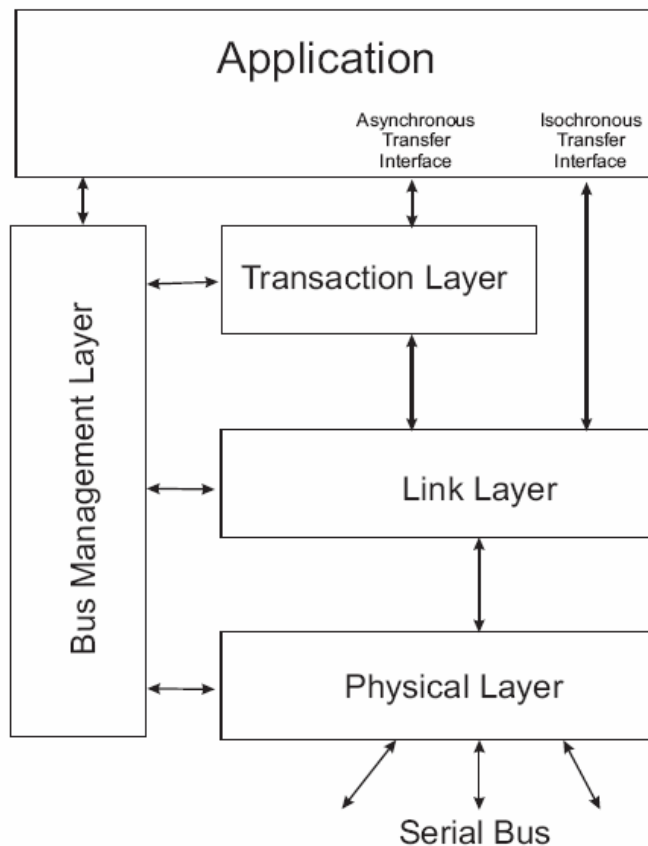 Application
Asynchronous
Transfer
Interface
Isochronous
Transfer
Interface
Bus Management Layer
Transaction Layer
Link Layer
Physical Layer
Serial Bus